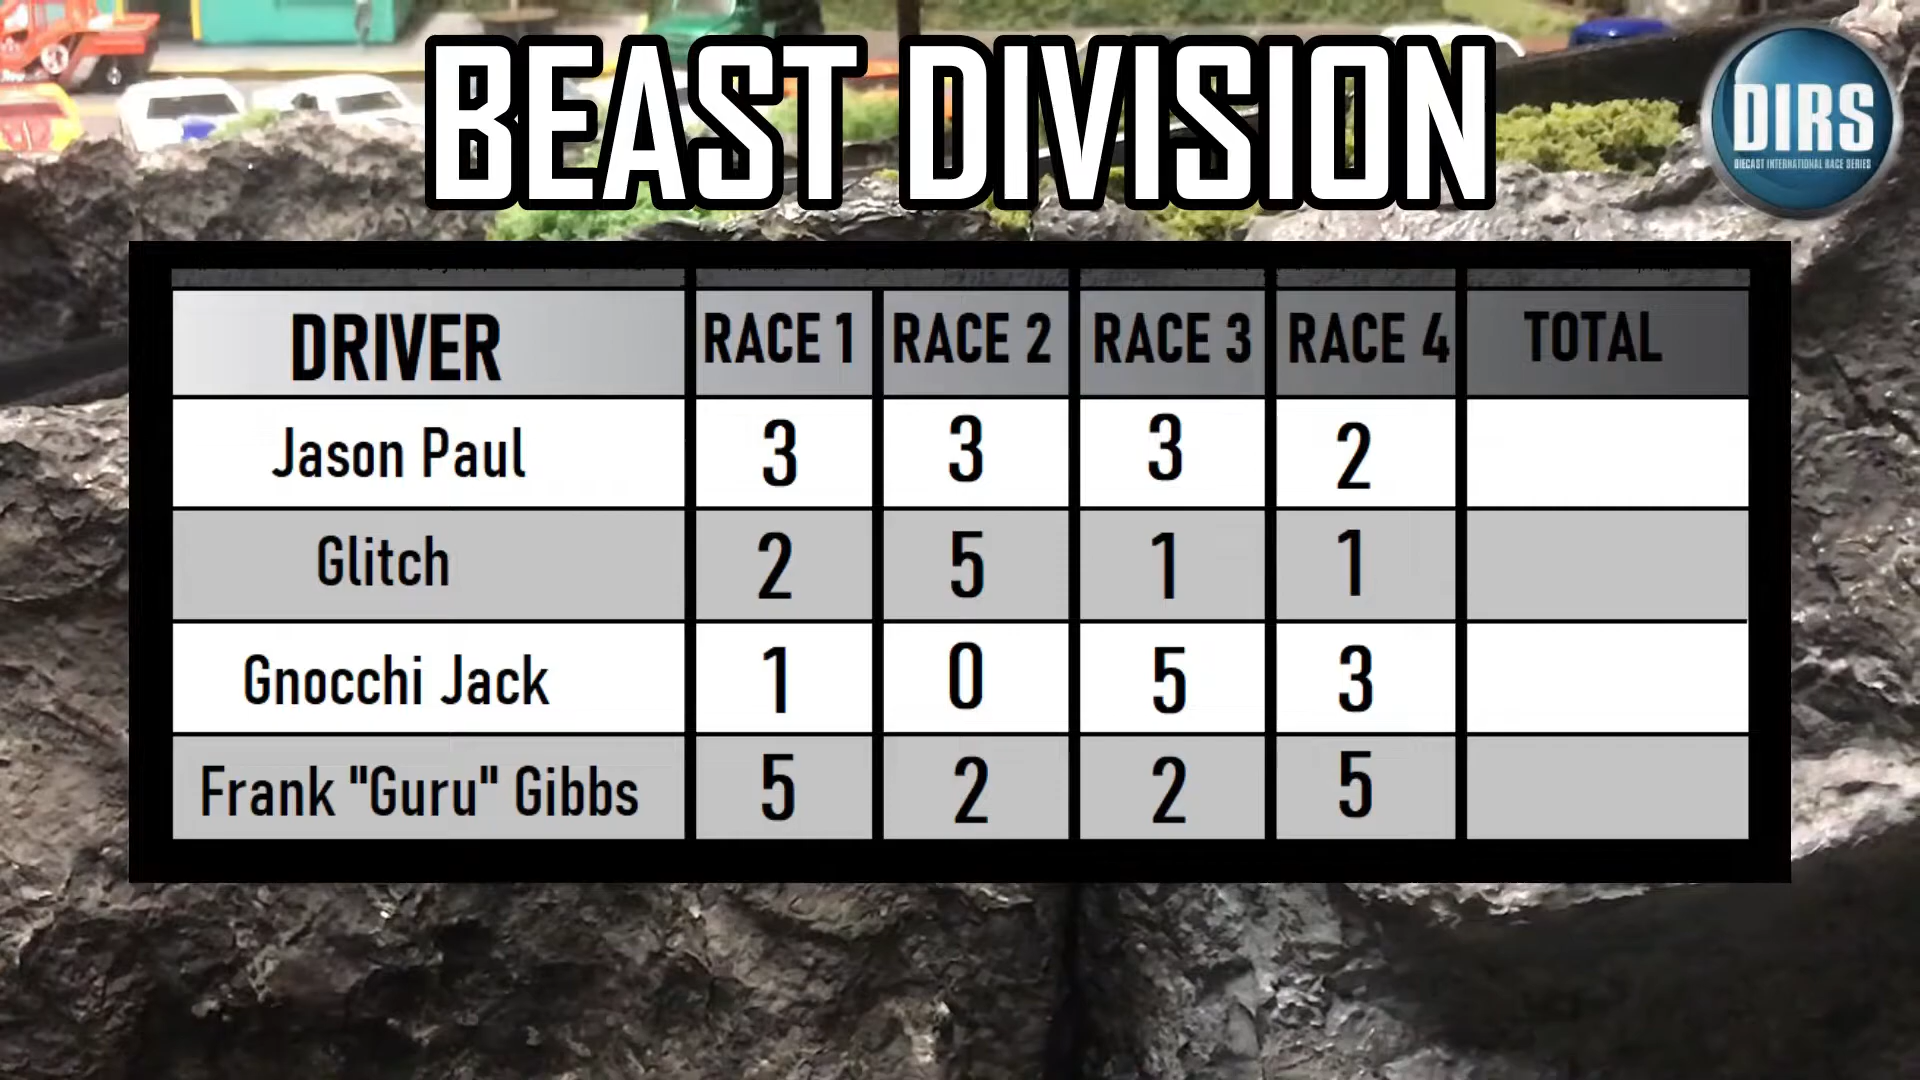 BEAST DIVISION
DIRS
DIECAST INTERNATIONAL RACE SERIES
DRIVER RACE 1 RACE 2 RACE 3 RACE 4 TOTAL
Jason Paul 3 3 3 2
Glitch 2 5 1 1
Gnocchi Jack 1 0 5 3
Frank "Guru" Gibbs 5 2 2 5